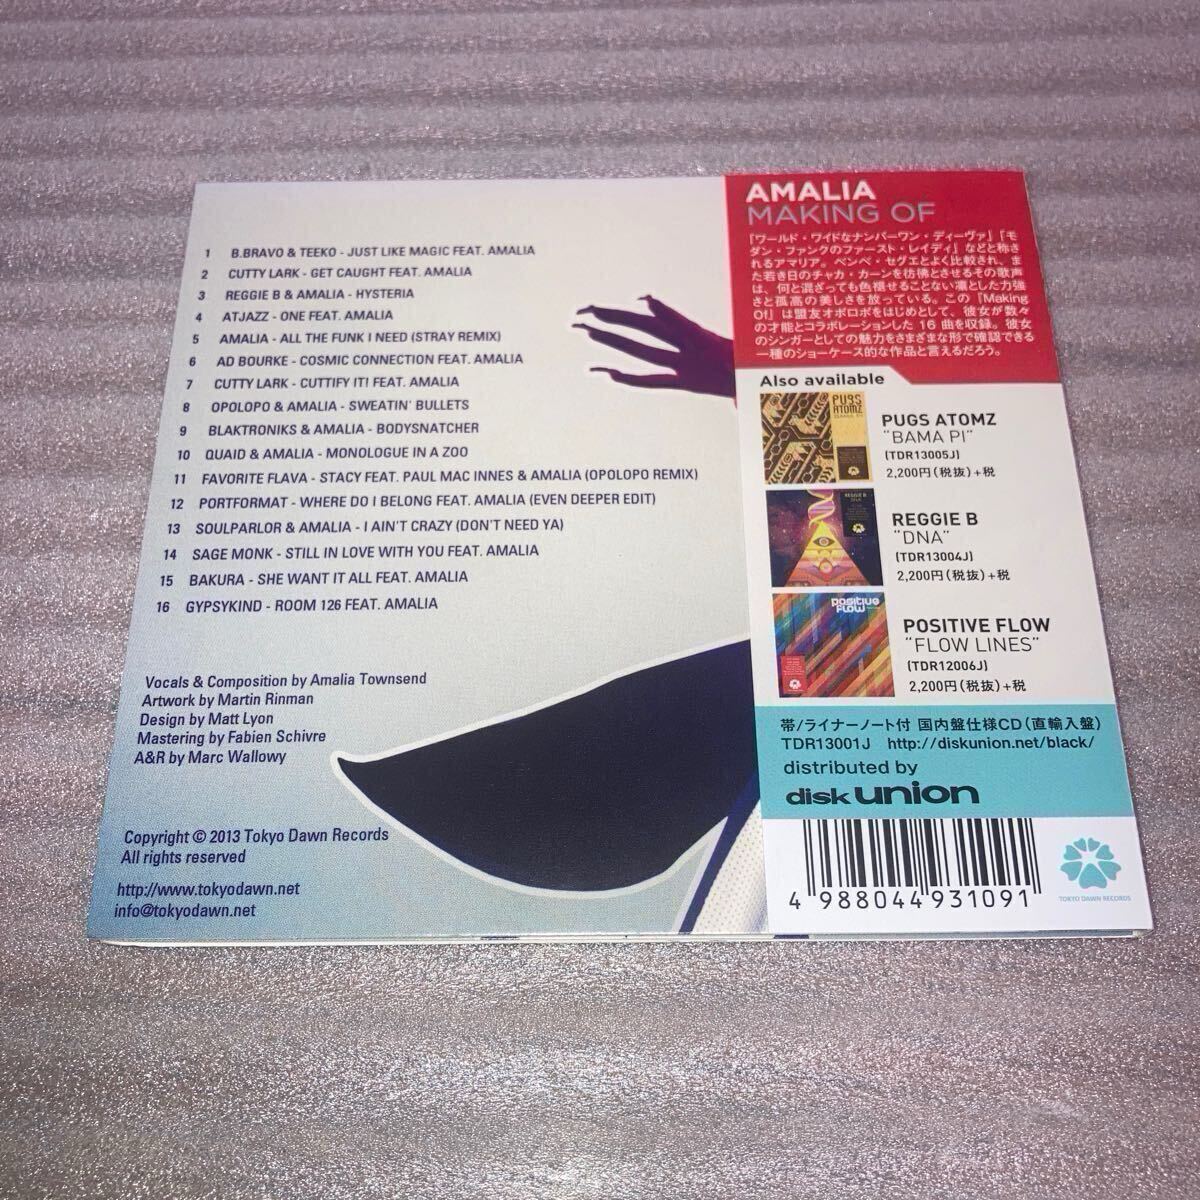 1 B.BRAVO & TEEKO - JUST LIKE MAGIC FEAT. AMALIA
2 CUTTY LARK - GET CAUGHT FEAT. AMALIA
3 REGGIE B & AMALIA - HYSTERIA
4 ATJAZZ - ONE FEAT. AMALIA
5 AMALIA - ALL THE FUNK I NEED (STRAY REMIX)
6 AD BOURKE - COSMIC CONNECTION FEAT. AMALIA
7 CUTTY LARK - CUTTIFY IT! FEAT. AMALIA
8 OPOLOPO & AMALIA - SWEATIN' BULLETS
9 BLAKTRONIKS & AMALIA - BODYSNATCHER
10 QUAID & AMALIA - MONOLOGUE IN A ZOO
11 FAVORITE FLAVA - STACY FEAT. PAUL MAC INNES & AMALIA (OPOLOPO REMIX)
12 PORTFORMAT - WHERE DO I BELONG FEAT. AMALIA (EVEN DEEPER EDIT)
13 SOULPARLOR & AMALIA - I AIN'T CRAZY (DON'T NEED YA)
14 SAGE MONK - STILL IN LOVE WITH YOU FEAT. AMALIA
15 BAKURA - SHE WANT IT ALL FEAT. AMALIA
16 GYPSYKIND - ROOM 126 FEAT. AMALIA
Vocals & Composition by Amalia Townsend
Artwork by Martin Rinman
Design by Matt Lyon
Mastering by Fabien Schivre
A&R by Marc Wallowy
Copyright © 2013 Tokyo Dawn Records
All rights reserved
http://www.tokyodawn.net
info@tokyodawn.net
AMALIA
MAKING OF
「ワールド・ワイドなナンバーワン・ディーヴァ」「モ
ダン・ファンクのファースト・レイディ」などと称さ
れるアマリア。ベンベ・セグエとよく比較され、ま
た若き日のチャカ・カーンを彷彿とさせるその歌声
は、何と混ざっても色褪せることない凛とした力強
さと孤高の美しさを放っている。この『Making
Of』は盟友オポロポをはじめとして、彼女が数々
の才能とコラボレーションした 16 曲を収録。彼女
のシンガーとしての魅力をさまざまな形で確認できる
一種のショーケース的な作品と言えるだろう。
Also available
PUGS
ATOMZ
PUGS ATOMZ
"BAMA PI"
(TDR13005J)
2,200円(税抜)+税
REGGIE B
DNA
REGGIE B
"DNA"
(TDR13004J)
2,200円(税抜)+税
POSITIVE
FLOW
POSITIVE FLOW
"FLOW LINES"
(TDR12006J)
2,200円(税抜)+税
帯/ライナーノート付 国内盤仕様CD(直輸入盤)
TDR13001J http://diskunion.net/black/
distributed by
disk union
4 988044 931091
TOKYO DAWN RECORDS